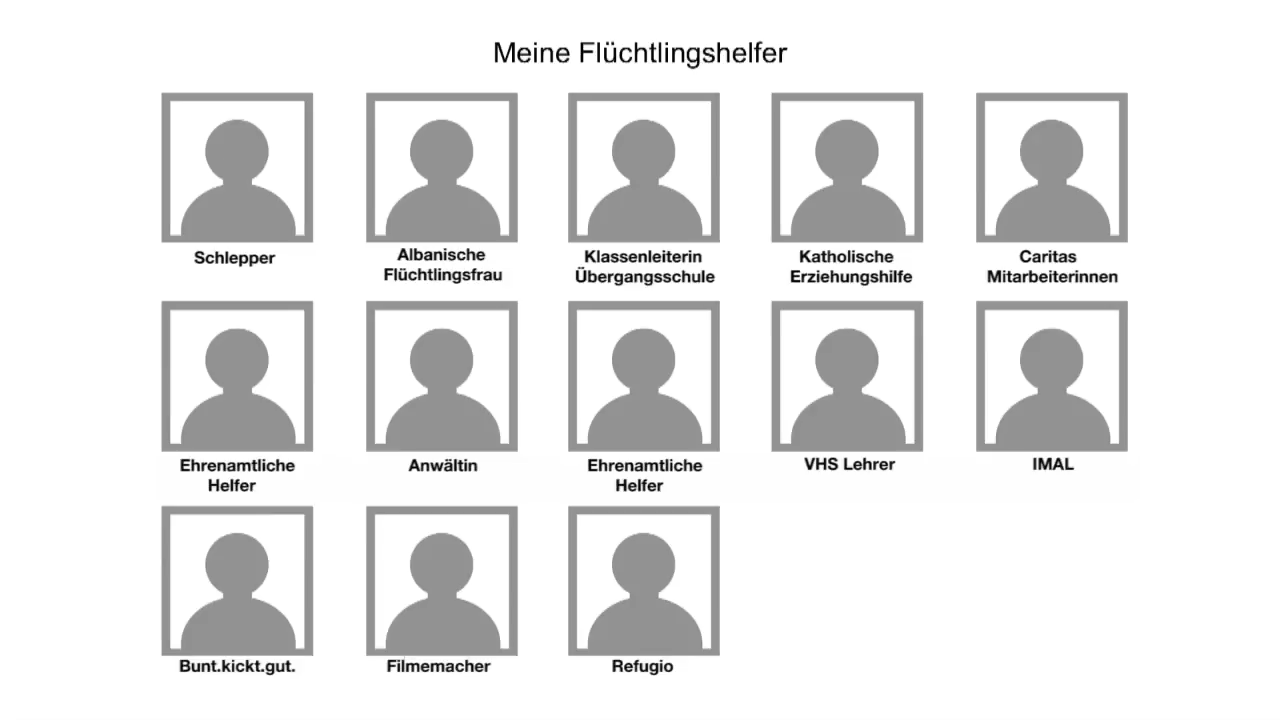 Meine Flüchtlingshelfer
Schlepper
Albanische
Flüchtlingsfrau
Klassenleiterin
Übergangsschule
Katholische
Erziehungshilfe
Caritas
Mitarbeiterinnen
Ehrenamtliche
Helfer
Anwältin
Ehrenamtliche
Helfer
VHS Lehrer
IMAL
Bunt.kickt.gut.
Filmemacher
Refugio